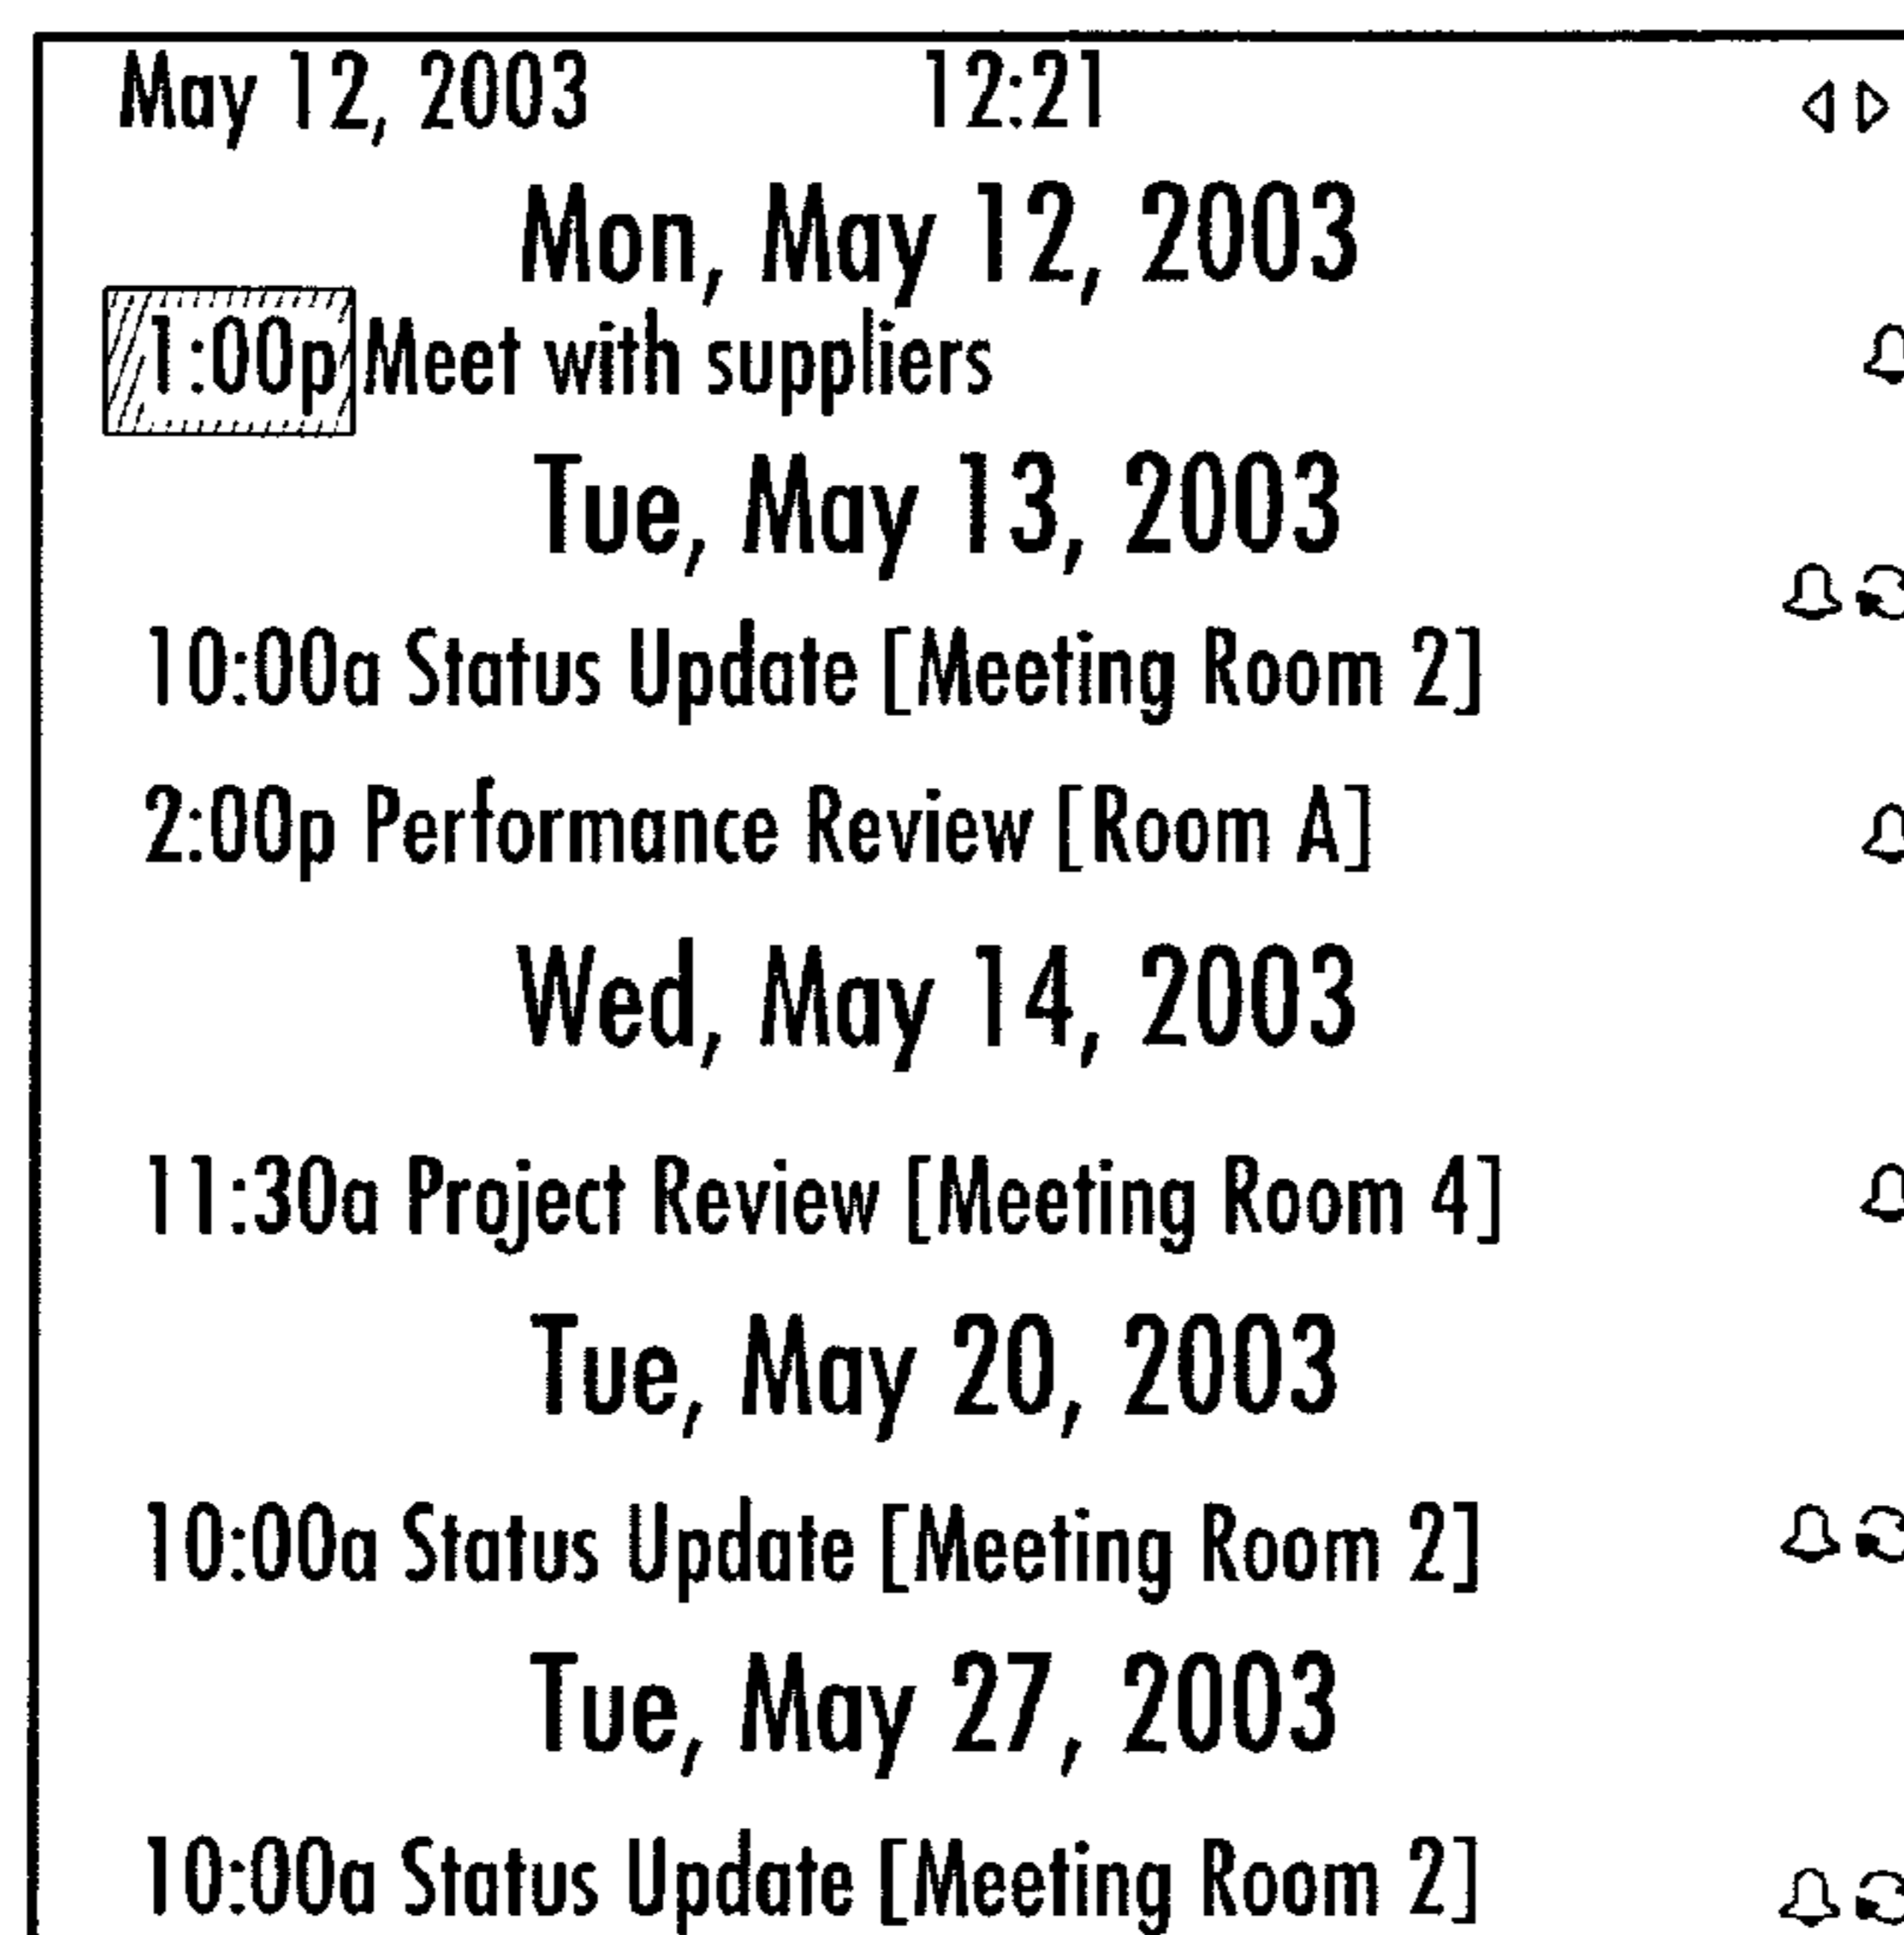 May 12, 2003 12:21
Mon, May 12, 2003
1:00p Meet with suppliers
Tue, May 13, 2003
10:00a Status Update [Meeting Room 2]
2:00p Performance Review [Room A]
Wed, May 14, 2003
11:30a Project Review [Meeting Room 4]
Tue, May 20, 2003
10:00a Status Update [Meeting Room 2]
Tue, May 27, 2003
10:00a Status Update [Meeting Room 2]